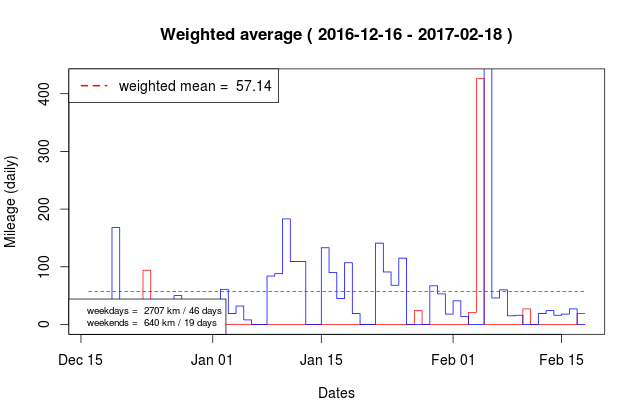 Weighted average ( 2016-12-16 - 2017-02-18 )
weighted mean = 57.14
Mileage (daily)
400
300
200
100
0
weekdays = 2707 km / 46 days
weekends = 640 km / 19 days
Dec 15 Jan 01 Jan 15 Feb 01 Feb 15
Dates